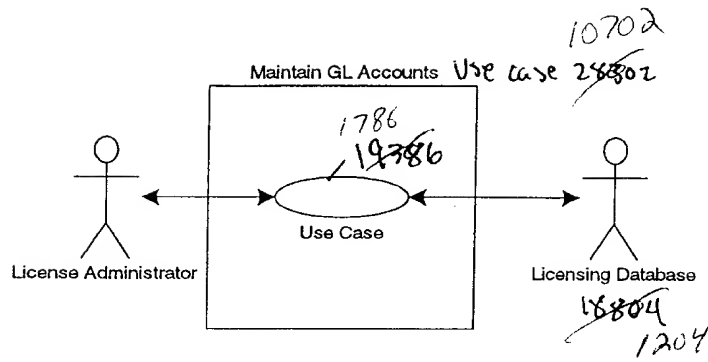 10702
Maintain GL Accounts Use case 28802
1786
19386
Use Case
License Administrator
Licensing Database
18804
1204